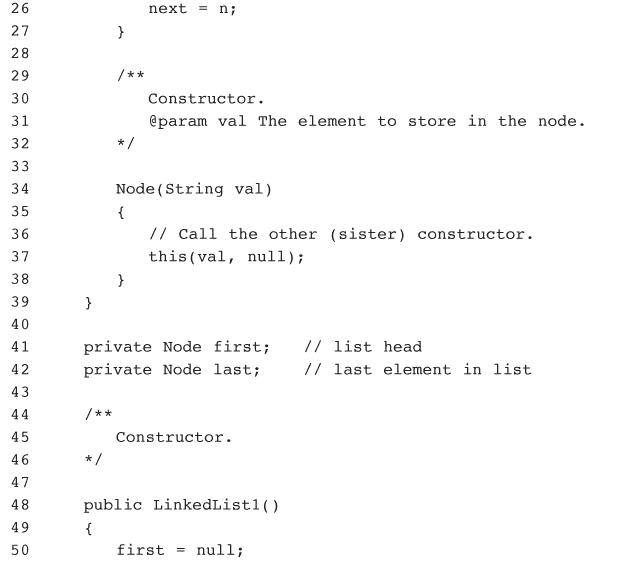 26 next = n;
27 }
28
29 /**
30 Constructor.
31 @param val The element to store in the node.
32 */
33
34 Node(String val)
35 {
36 // Call the other (sister) constructor.
37 this(val, null);
38 }
39 }
40
41 private Node first; // list head
42 private Node last; // last element in list
43
44 /**
45 Constructor.
46 */
47
48 public LinkedList1()
49 {
50 first = null;